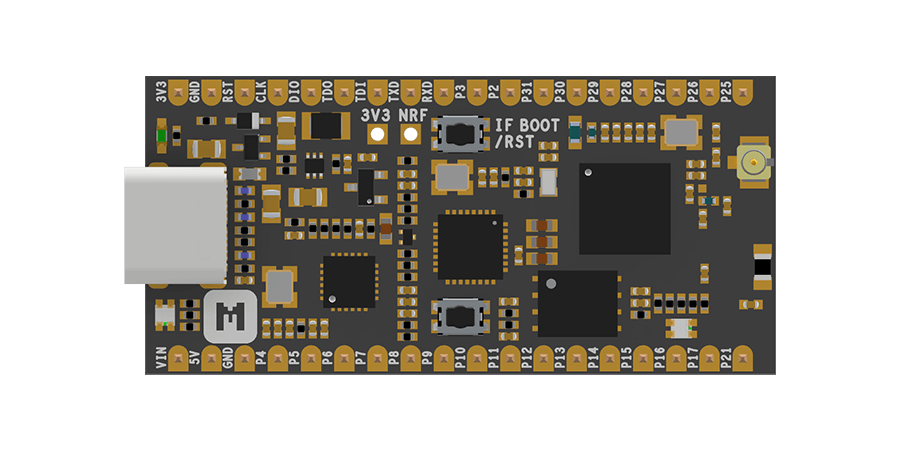 3V3 GND RST CLK DIO TDO TDI TXD RXD P3 P2 P31 P30 P29 P28 P27 P26 P25
3V3 NRF
IF BOOT
/RST
M
VIN 5V GND P4 P5 P6 P7 P8 P9 P10 P11 P12 P13 P14 P15 P16 P17 P21